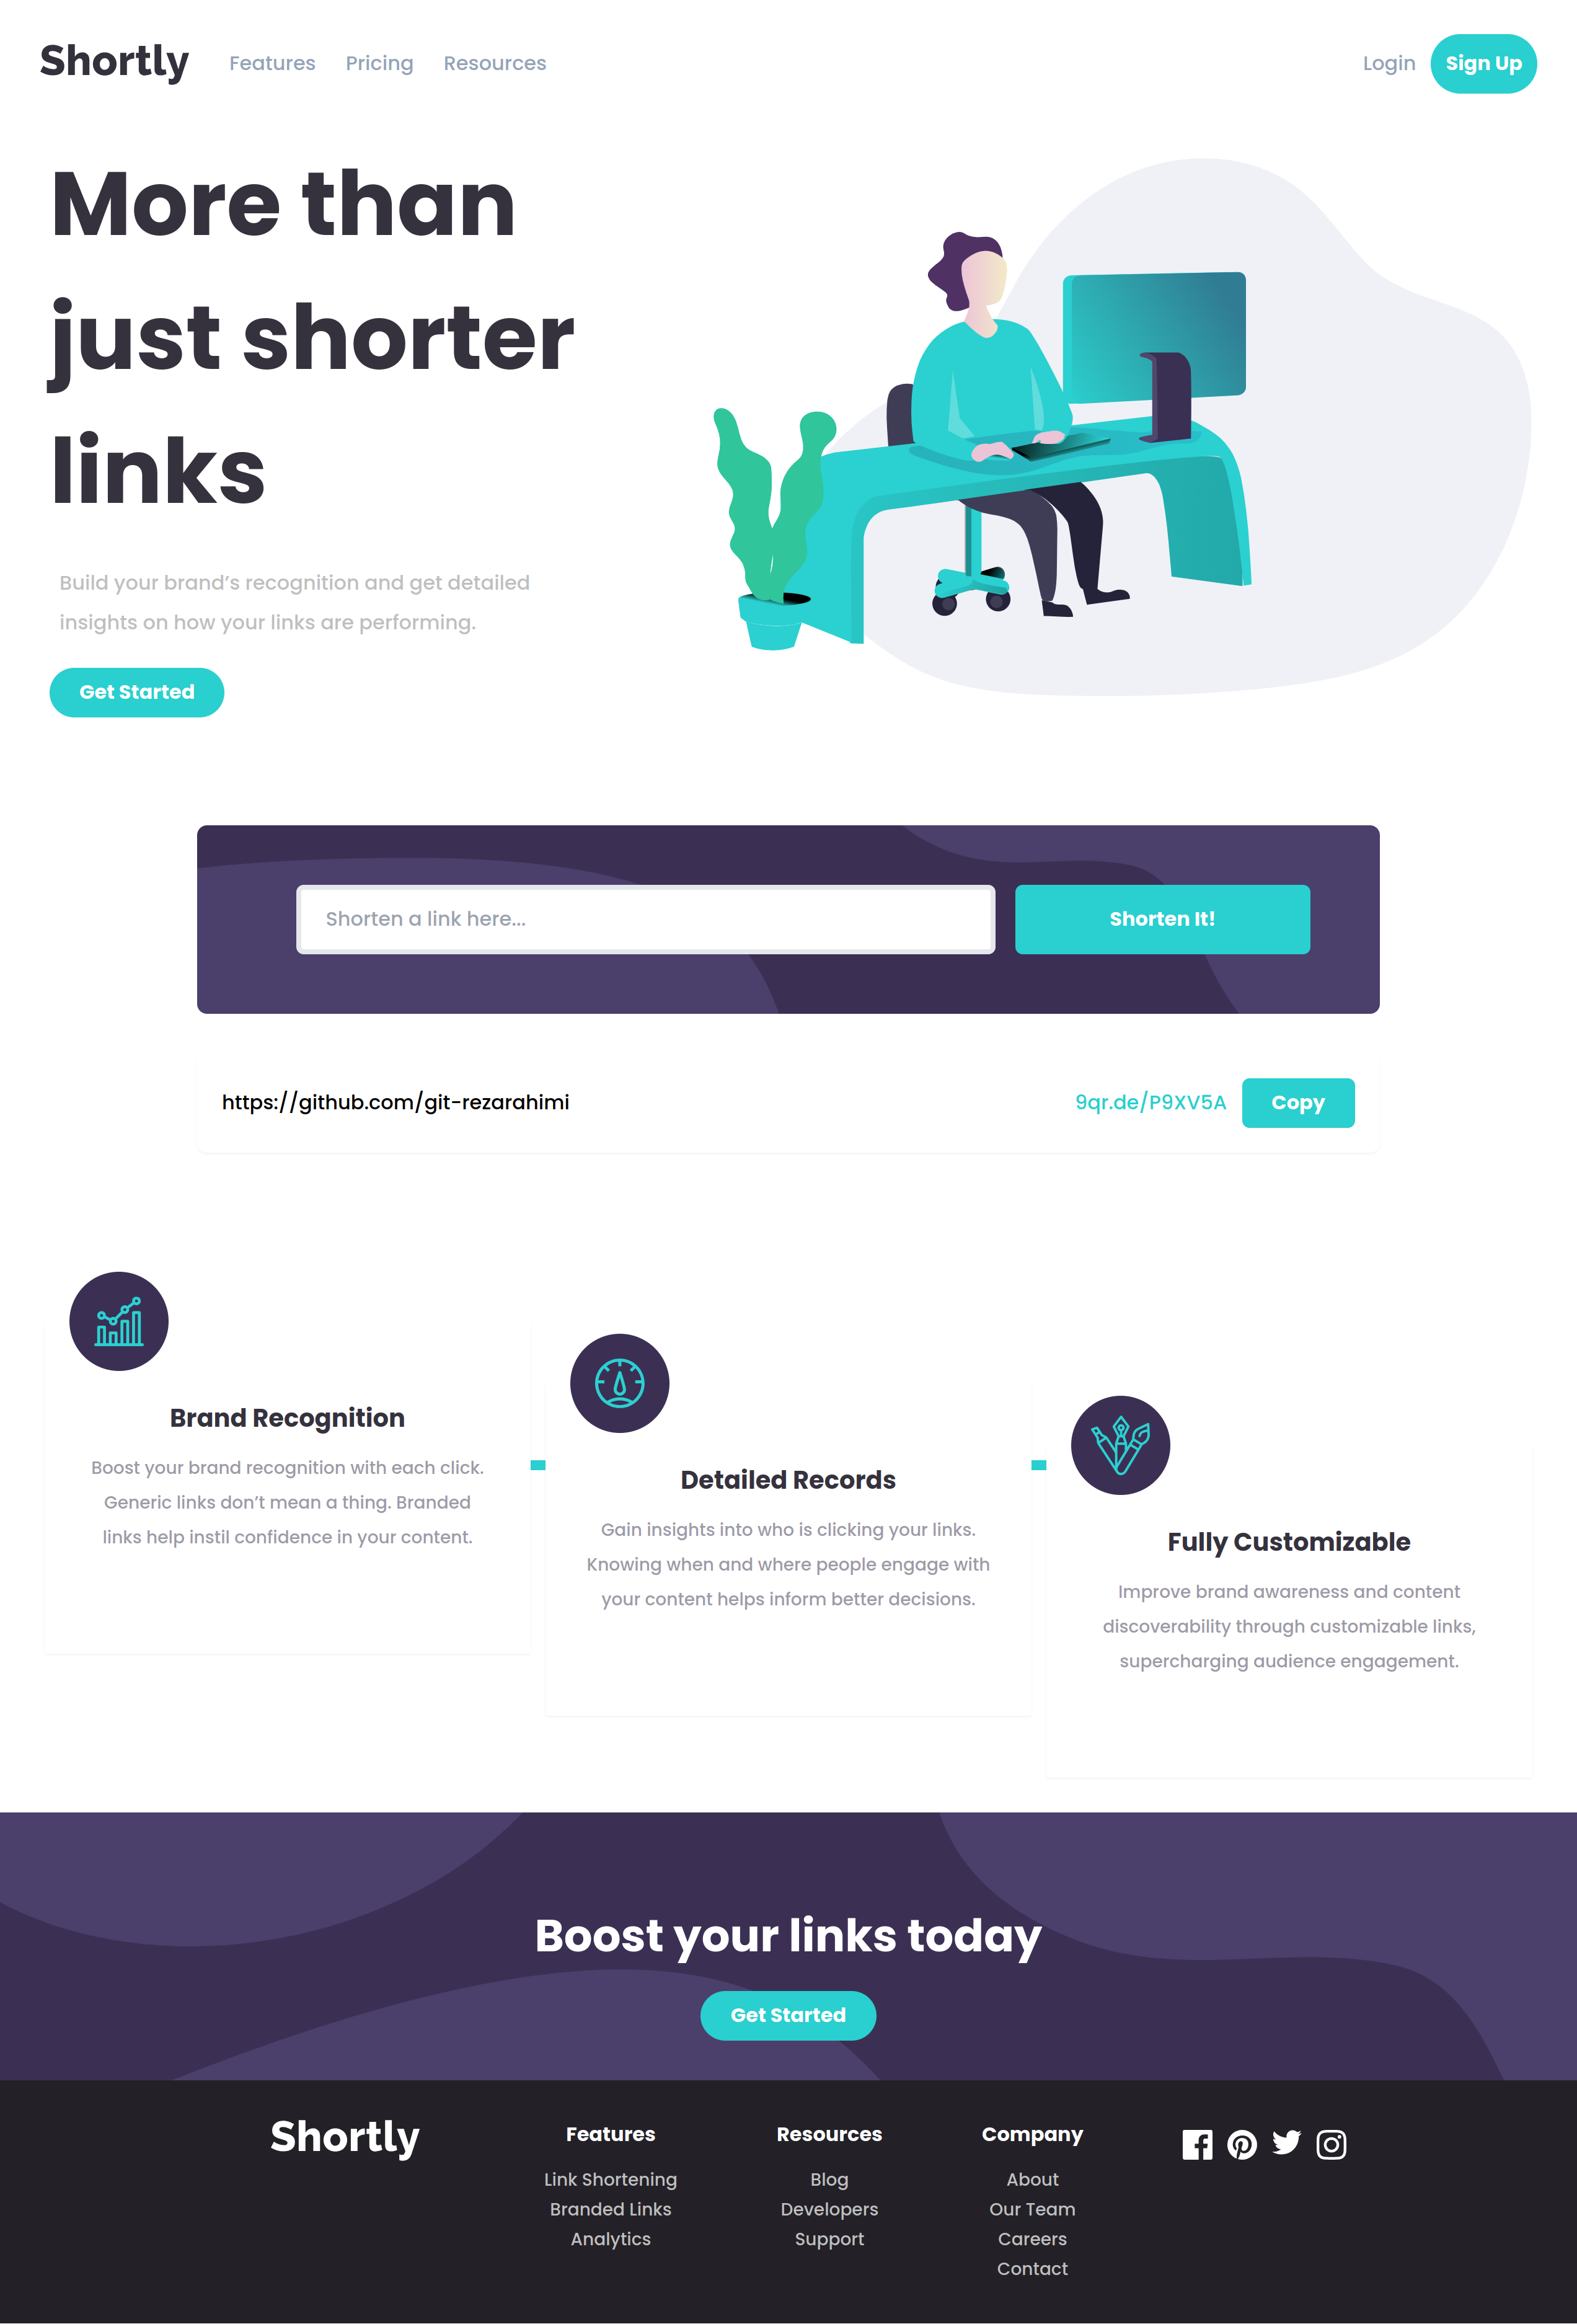 Shortly
Features
Pricing
Resources
Login
Sign Up
More than
just shorter
links
Build your brand’s recognition and get detailed
insights on how your links are performing.
Get Started
Shorten a link here...
Shorten It!
https://github.com/git-rezarahimi
9qr.de/P9XV5A
Copy
Brand Recognition
Boost your brand recognition with each click.
Generic links don’t mean a thing. Branded
links help instil confidence in your content.
Detailed Records
Gain insights into who is clicking your links.
Knowing when and where people engage with
your content helps inform better decisions.
Fully Customizable
Improve brand awareness and content
discoverability through customizable links,
supercharging audience engagement.
Boost your links today
Get Started
Shortly
Features
Link Shortening
Branded Links
Analytics
Resources
Blog
Developers
Support
Company
About
Our Team
Careers
Contact